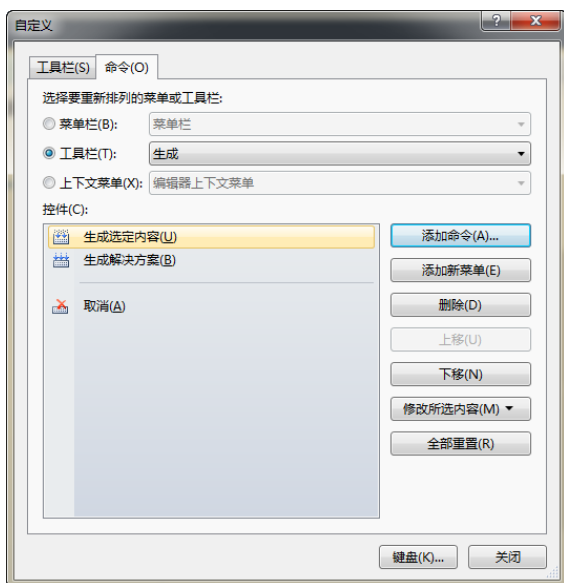 自定义
工具栏(S) 命令(O)
选择要重新排列的菜单或工具栏:
菜单栏(B): 菜单栏
工具栏(T): 生成
上下文菜单(X): 编辑器上下文菜单
控件(C):
生成选定内容(U)
生成解决方案(B)
取消(A)
添加命令(A)...
添加新菜单(E)
删除(D)
上移(U)
下移(N)
修改所选内容(M)
全部重置(R)
键盘(K)... 关闭